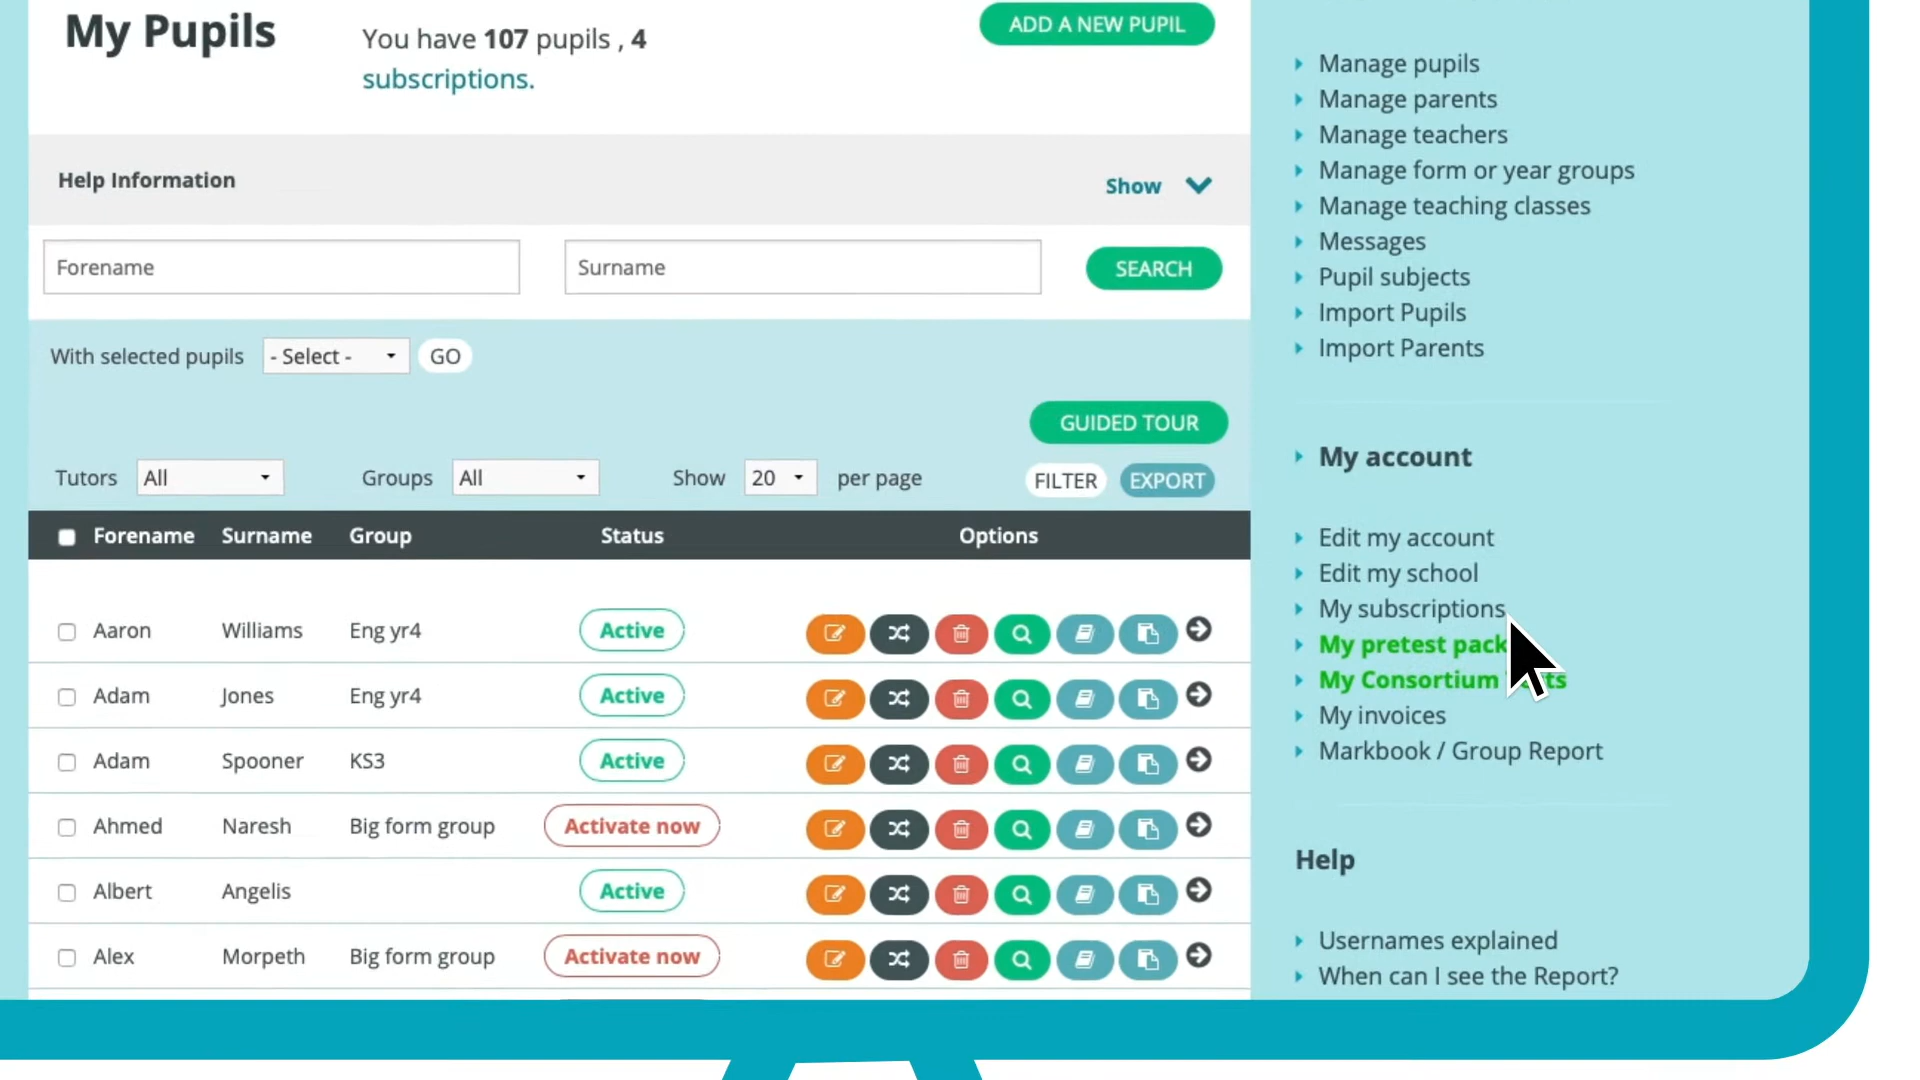 My Pupils
You have 107 pupils , 4
subscriptions.
ADD A NEW PUPIL
Help Information
Show
Forename
Surname
SEARCH
With selected pupils
- Select -
GO
GUIDED TOUR
Tutors
All
Groups
All
Show
20
per page
FILTER
EXPORT
Forename Surname Group Status Options
Aaron Williams Eng yr4 Active
Adam Jones Eng yr4 Active
Adam Spooner KS3 Active
Ahmed Naresh Big form group Activate now
Albert Angelis Active
Alex Morpeth Big form group Activate now
Manage pupils
Manage parents
Manage teachers
Manage form or year groups
Manage teaching classes
Messages
Pupil subjects
Import Pupils
Import Parents
My account
Edit my account
Edit my school
My subscriptions
My pretest pack
My Consortium
My invoices
Markbook / Group Report
Help
Usernames explained
When can I see the Report?